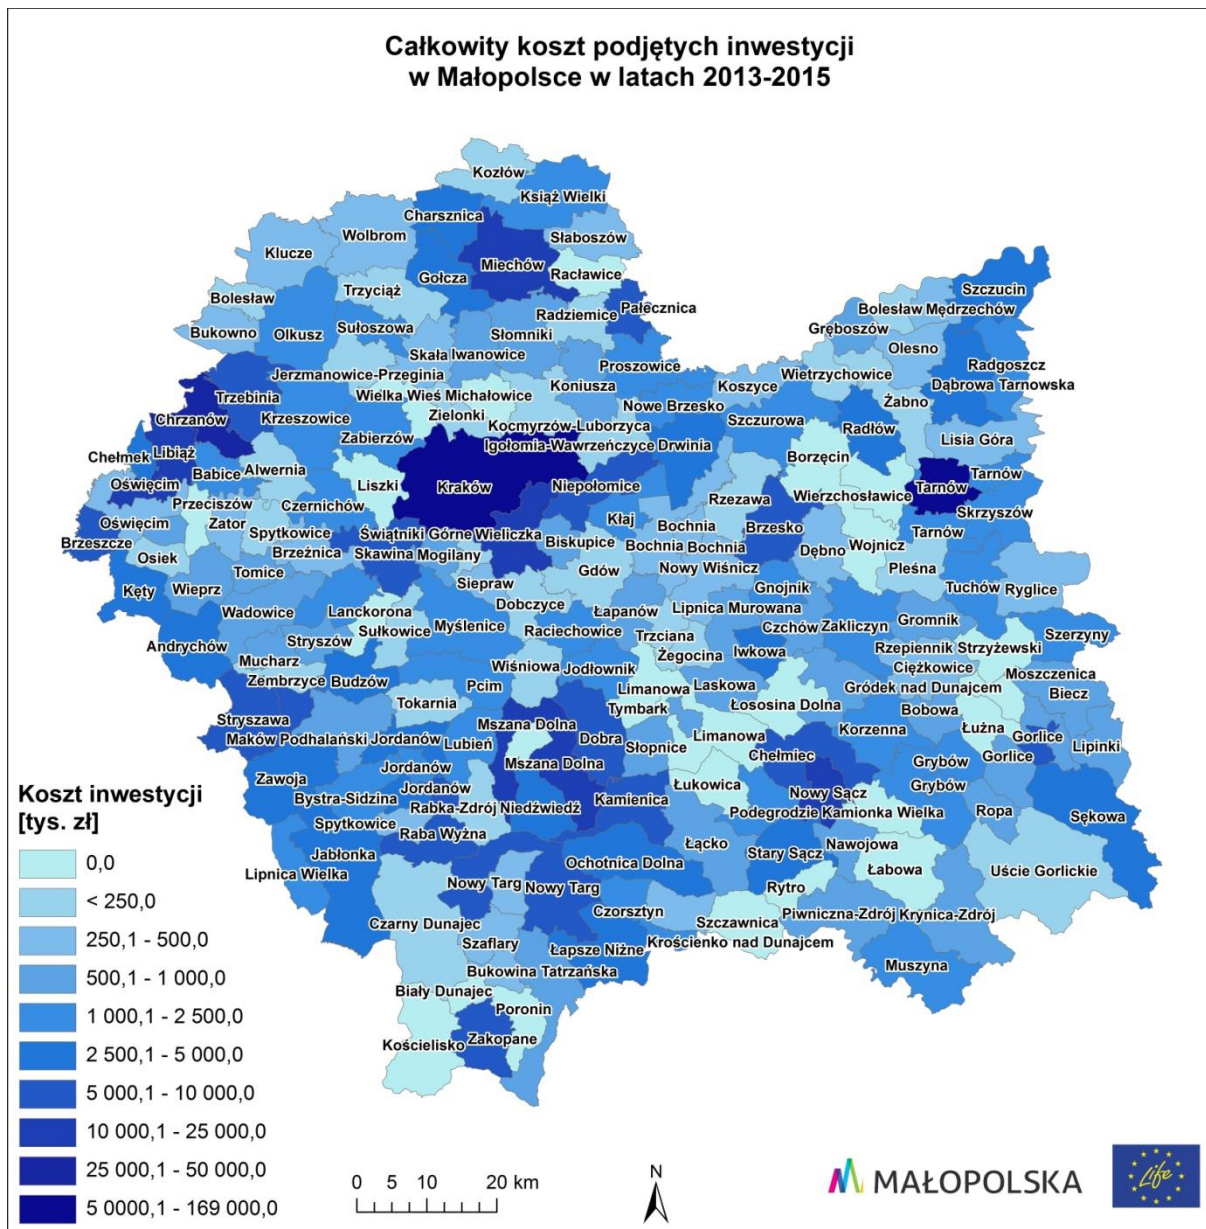 Całkowity koszt podjętych inwestycji
w Małopolsce w latach 2013-2015
Kozłów
Książ Wielki
Charsznica
Wolbrom
Słaboszów
Klucze
Miechów
Racławice
Gołcza
Szczucin
Trzyciąż
Bolesław
Pałecznica
Bolesław Mędrzechów
Radziemice
Bukowno
Olkusz
Sułoszowa
Słomniki
Gręboszów
Olesno
Skała
Iwanowice
Proszowice
Radgoszcz
Jerzmanowice-Przeginia
Wietrzychowice
Koniusza
Koszyce
Dąbrowa Tarnowska
Trzebinia
Wielka Wieś
Michałowice
Żabno
Nowe Brzesko
Chrzanów
Krzeszowice
Zielonki
Szczurowa
Kocmyrzów-Luborzyca
Radłów
Zabierzów
Igołomia-Wawrzeńczyce
Drwinia
Lisia Góra
Libiąż
Borzęcin
Chełmek
Alwernia
Babice
Tarnów
Oświęcim
Liszki
Kraków
Niepołomice
Tarnów
Rzezawa
Wierzchosławice
Przeciszów
Czernichów
Skrzyszów
Oświęcim
Zator
Kłaj
Bochnia
Brzesko
Spytkowice
Świątniki Górne
Wieliczka
Tarnów
Brzeszcze
Biskupice
Bochnia
Bochnia
Wojnicz
Osiek
Brzeźnica
Skawina
Mogilany
Dębno
Gdów
Nowy Wiśnicz
Pleśna
Tomice
Siepraw
Kęty
Wieprz
Gnojnik
Tuchów
Ryglice
Dobczyce
Wadowice
Lanckorona
Łapanów
Lipnica Murowana
Gromnik
Myślenice
Czchów
Zakliczyn
Sułkowice
Raciechowice
Trzciana
Szerzyny
Andrychów
Stryszów
Żegocina
Iwkowa
Rzepiennik Strzyżewski
Mucharz
Wiśniowa
Jodłownik
Ciężkowice
Moszczenica
Zembrzyce
Budzów
Pcim
Limanowa
Laskowa
Gródek nad Dunajcem
Biecz
Tokarnia
Tymbark
Łososina Dolna
Bobowa
Stryszawa
Mszana Dolna
Korzenna
Łużna
Gorlice
Maków Podhalański
Jordanów
Lubień
Dobra
Słopnice
Limanowa
Chełmiec
Gorlice
Lipinki
Mszana Dolna
Grybów
Zawoja
Jordanów
Łukowica
Grybów
Jordanów
Nowy Sącz
Bystra-Sidzina
Rabka-Zdrój
Niedźwiedź
Kamienica
Podegrodzie
Kamionka Wielka
Ropa
Spytkowice
Sękowa
Raba Wyżna
Łącko
Nawojowa
Jabłonka
Stary Sącz
Ochotnica Dolna
Łabowa
Uście Gorlickie
Lipnica Wielka
Nowy Targ
Nowy Targ
Rytro
Czorsztyn
Piwniczna-Zdrój
Krynica-Zdrój
Czarny Dunajec
Szczawnica
Szaflary
Łapsze Niżne
Krościenko nad Dunajcem
Muszyna
Bukowina Tatrzańska
Biały Dunajec
Poronin
Kościelisko
Zakopane
Koszt inwestycji
[tys. zł]
0,0
< 250,0
250,1 - 500,0
500,1 - 1 000,0
1 000,1 - 2 500,0
2 500,1 - 5 000,0
5 000,1 - 10 000,0
10 000,1 - 25 000,0
25 000,1 - 50 000,0
5 0000,1 - 169 000,0
0 5 10 20 km
N
MAŁOPOLSKA
Life